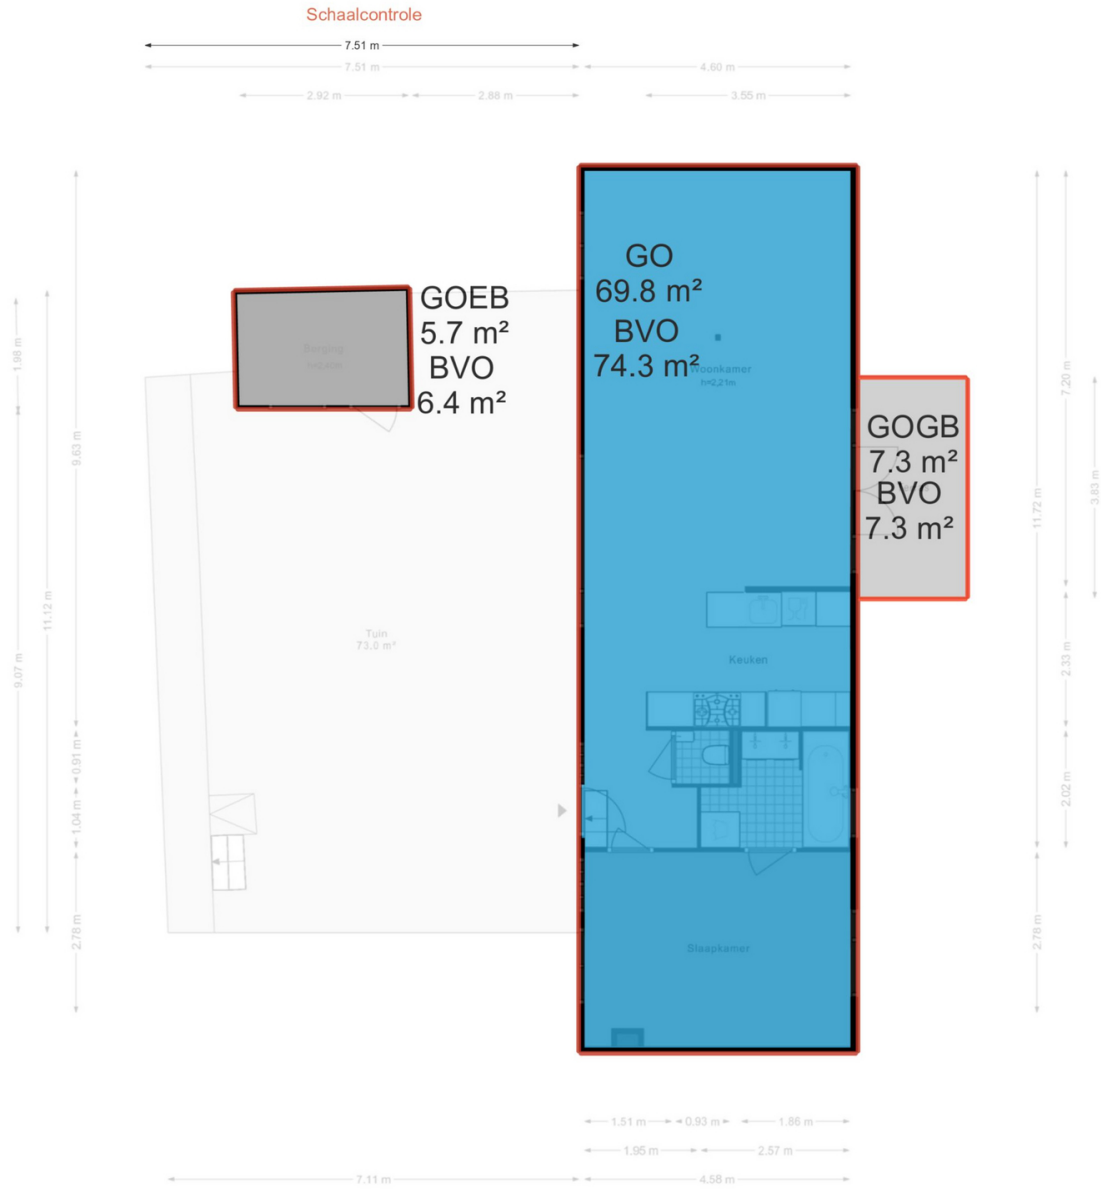 Schaalcontrole
7.51 m
7.51 m
4.60 m
2.92 m
2.88 m
3.55 m
GO
69.8 m²
BVO
74.3 m²
Woonkamer
h=2,21m
GOEB
5.7 m²
BVO
6.4 m²
Berging
GOGB
7.3 m²
BVO
7.3 m²
1.98 m
9.63 m
11.12 m
9.07 m
0.91 m
1.04 m
2.78 m
Tuin
73.0 m²
Keuken
Slaapkamer
7.20 m
3.83 m
11.72 m
2.33 m
2.02 m
2.78 m
1.51 m
0.93 m
1.86 m
1.95 m
2.57 m
7.11 m
4.58 m